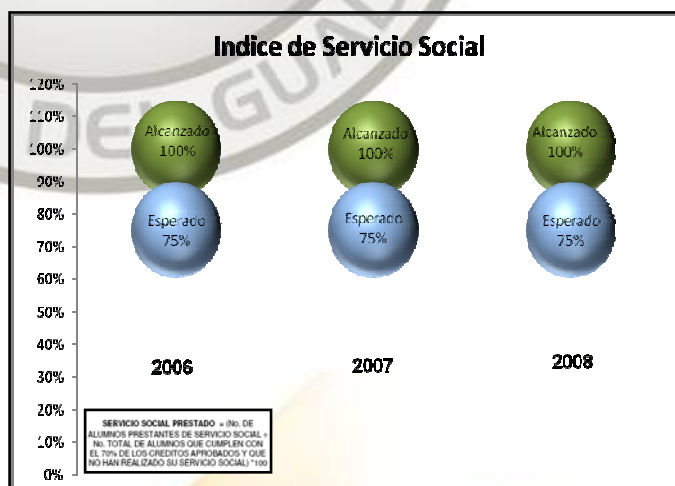 DEL GUAD
Indice de Servicio Social
120%
110%
100%
90%
80%
70%
60%
50%
40%
30%
20%
10%
0%
Alcanzado
100%
Alcanzado
100%
Alcanzado
100%
Esperado
75%
Esperado
75%
Esperado
75%
2006
2007
2008
SERVICIO SOCIAL PRESTADO = (No. DE
ALUMNOS PRESTANTES DE SERVICIO SOCIAL ÷
No. TOTAL DE ALUMNOS QUE CUMPLEN CON
EL 70% DE LOS CREDITOS APROBADOS Y QUE
NO HAN REALIZADO SU SERVICIO SOCIAL) *100